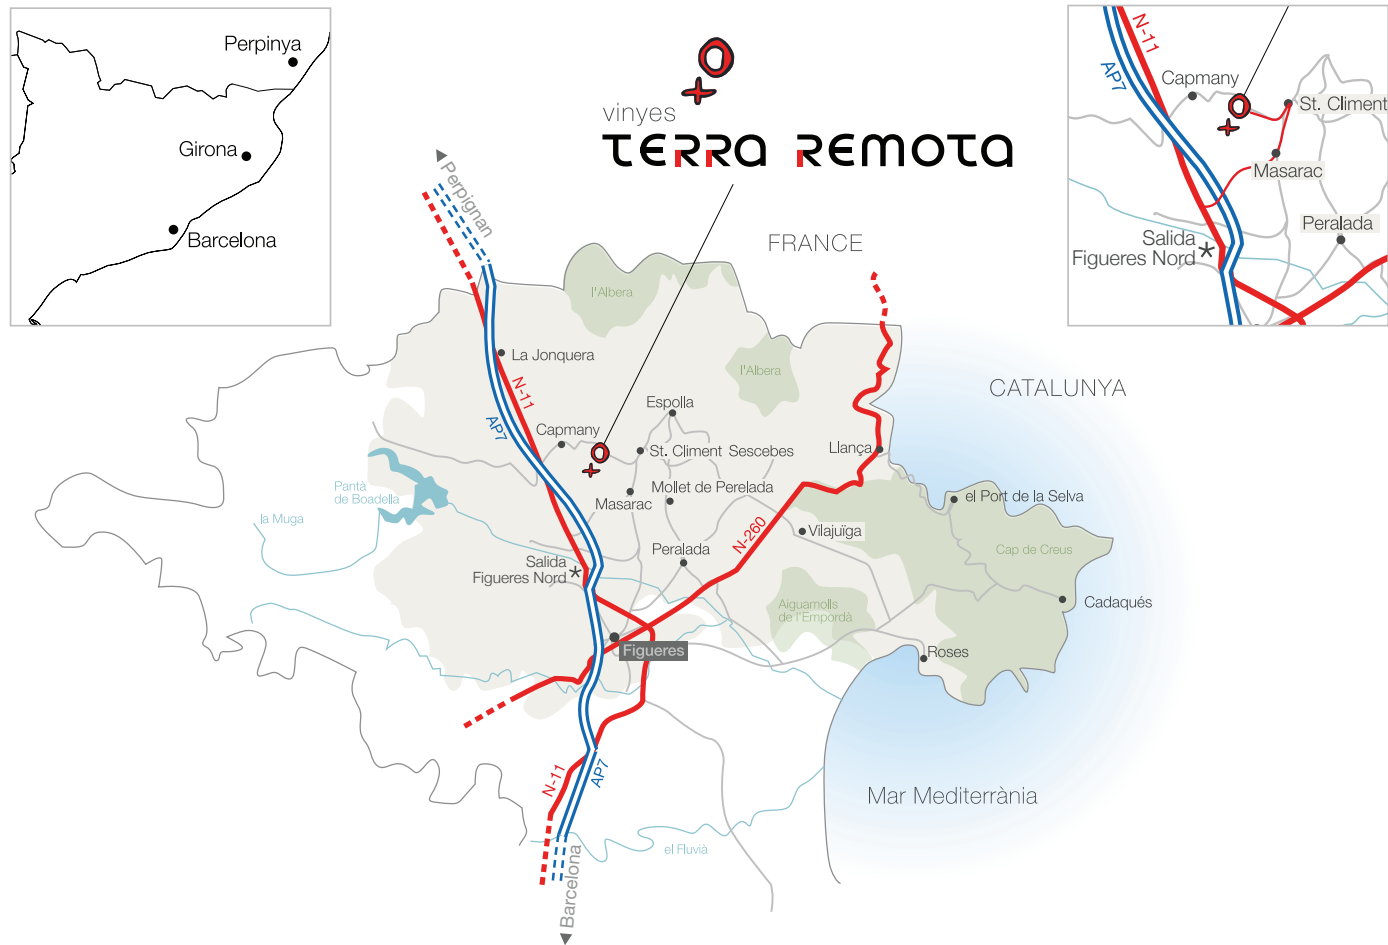 Perpinya
Girona
Barcelona
vinyes
TERRA REMOTA
Perpignan
FRANCE
l'Albera
La Jonquera
N-11
AP7
l'Albera
CATALUNYA
Espolla
Capmany
St. Climent Sescebes
Llança
Pantà
de Boadella
Masarac
Mollet de Perelada
el Port de la Selva
la Muga
N-260
Vilajuïga
Peralada
Cap de Creus
Salida
Figueres Nord
*
Aiguamolls
de l'Empordà
Cadaqués
Figueres
Roses
N-11
AP7
Mar Mediterrània
el Fluvià
Barcelona
N-11
AP7
Capmany
St. Climent
Masarac
Peralada
Salida
Figueres Nord
*